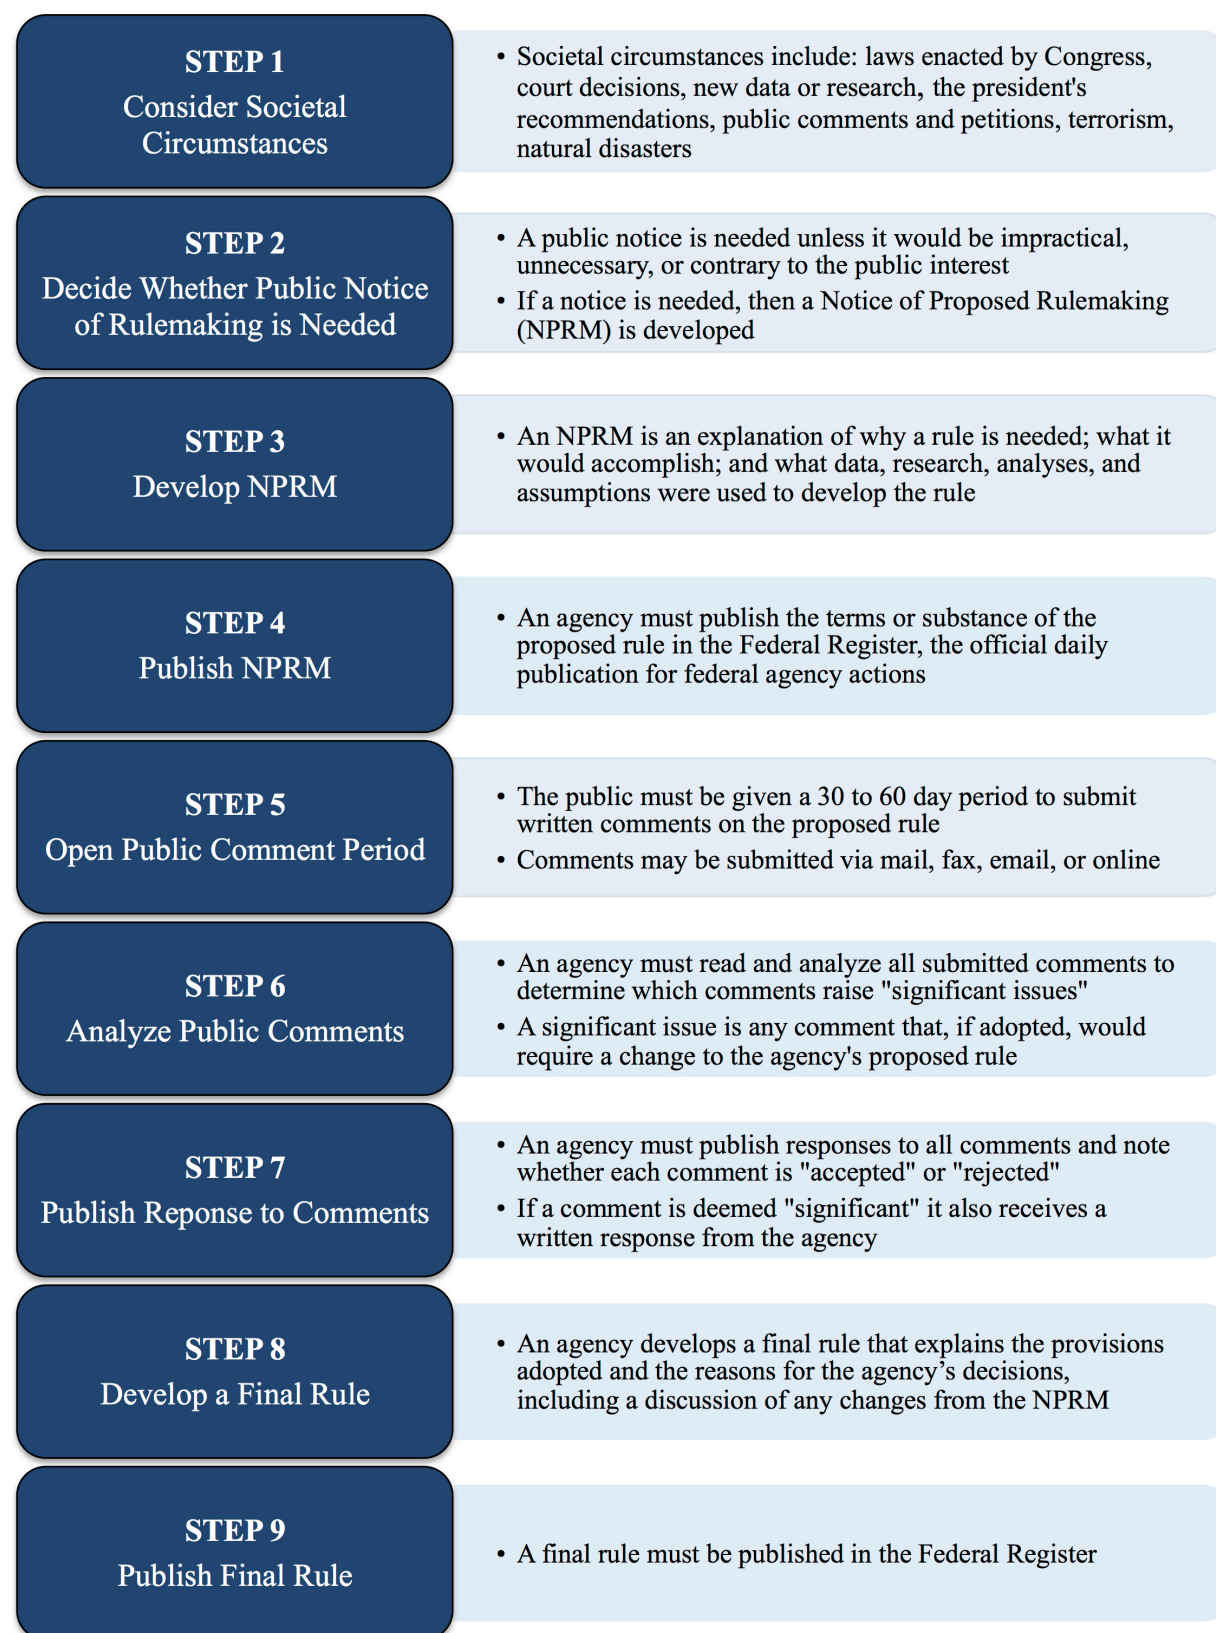 STEP 1
Consider Societal
Circumstances
• Societal circumstances include: laws enacted by Congress,
court decisions, new data or research, the president's
recommendations, public comments and petitions, terrorism,
natural disasters
STEP 2
Decide Whether Public Notice
of Rulemaking is Needed
• A public notice is needed unless it would be impractical,
unnecessary, or contrary to the public interest
• If a notice is needed, then a Notice of Proposed Rulemaking
(NPRM) is developed
STEP 3
Develop NPRM
• An NPRM is an explanation of why a rule is needed; what it
would accomplish; and what data, research, analyses, and
assumptions were used to develop the rule
STEP 4
Publish NPRM
• An agency must publish the terms or substance of the
proposed rule in the Federal Register, the official daily
publication for federal agency actions
STEP 5
Open Public Comment Period
• The public must be given a 30 to 60 day period to submit
written comments on the proposed rule
• Comments may be submitted via mail, fax, email, or online
STEP 6
Analyze Public Comments
• An agency must read and analyze all submitted comments to
determine which comments raise "significant issues"
• A significant issue is any comment that, if adopted, would
require a change to the agency's proposed rule
STEP 7
Publish Reponse to Comments
• An agency must publish responses to all comments and note
whether each comment is "accepted" or "rejected"
• If a comment is deemed "significant" it also receives a
written response from the agency
STEP 8
Develop a Final Rule
• An agency develops a final rule that explains the provisions
adopted and the reasons for the agency’s decisions,
including a discussion of any changes from the NPRM
STEP 9
Publish Final Rule
• A final rule must be published in the Federal Register